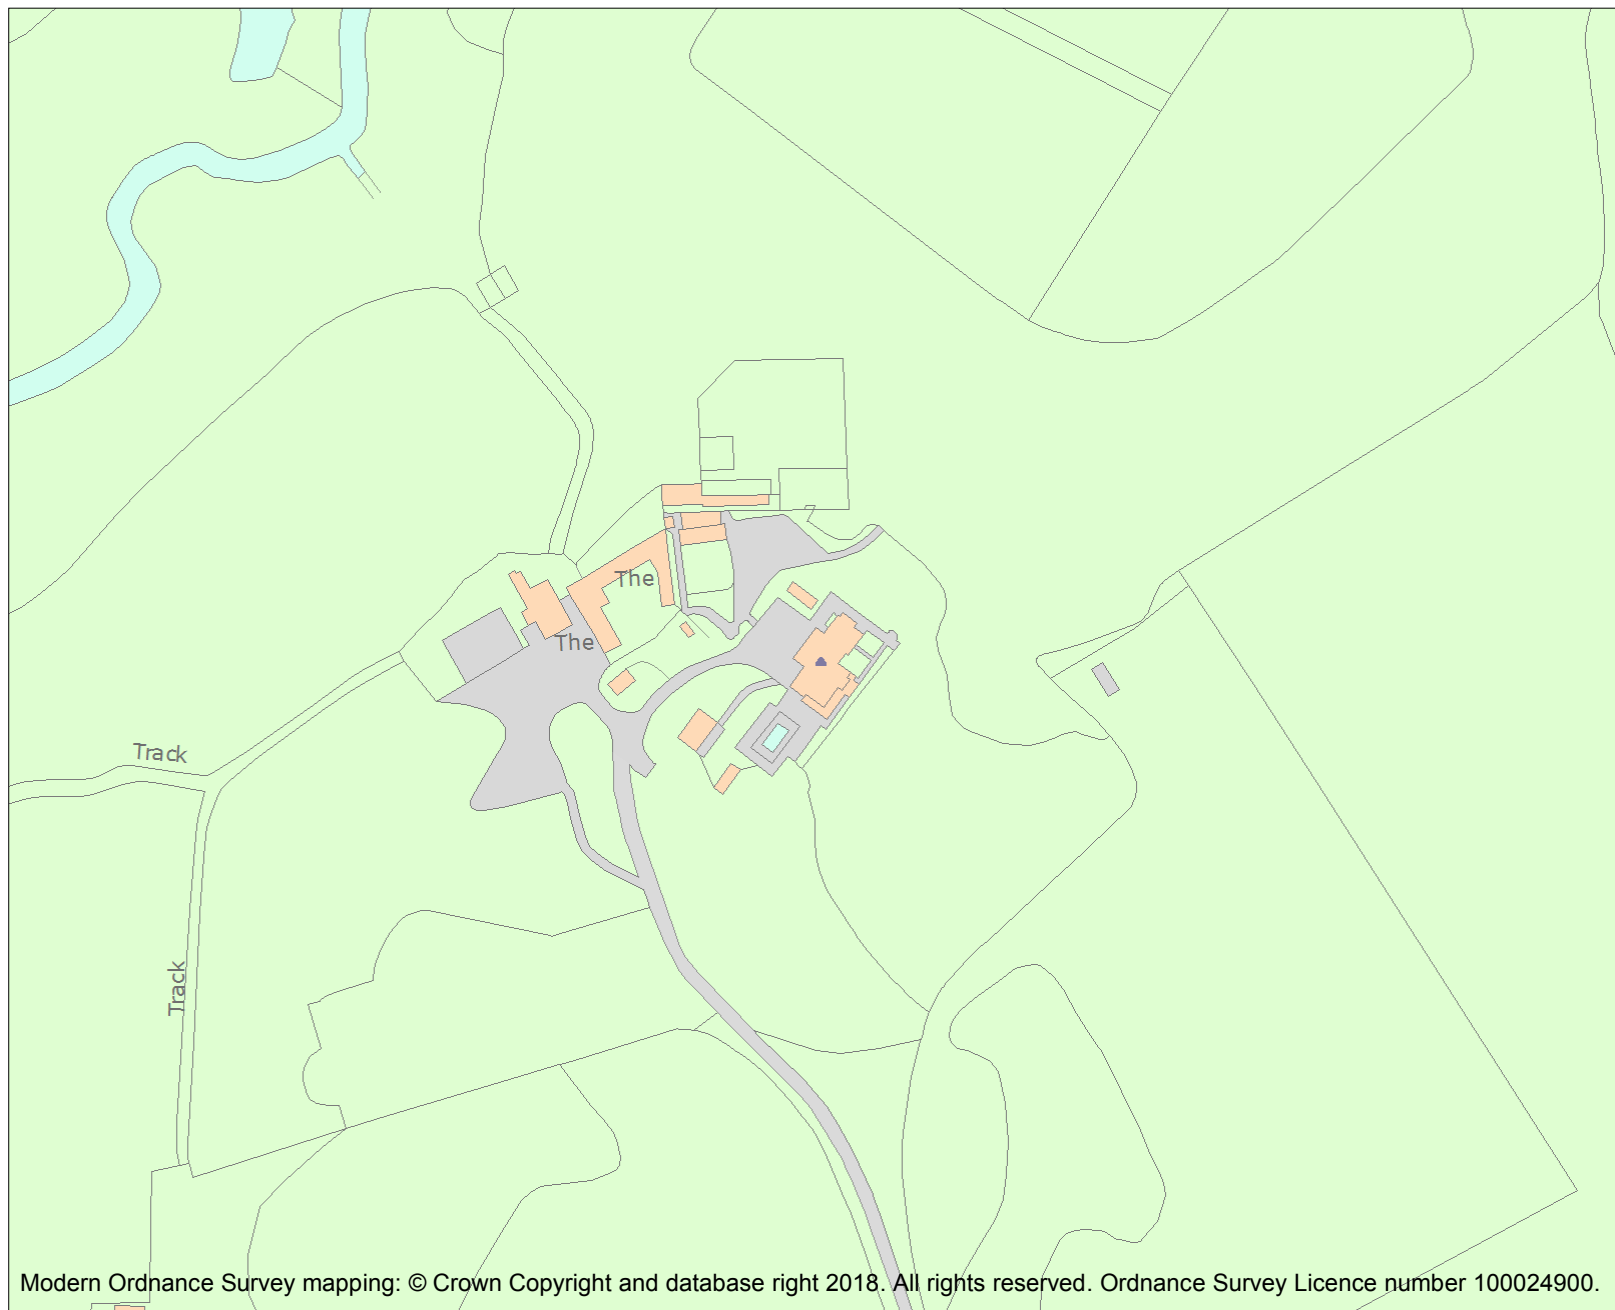 The
The
Track
Track
Modern Ordnance Survey mapping: © Crown Copyright and database right 2018. All rights reserved. Ordnance Survey Licence number 100024900.